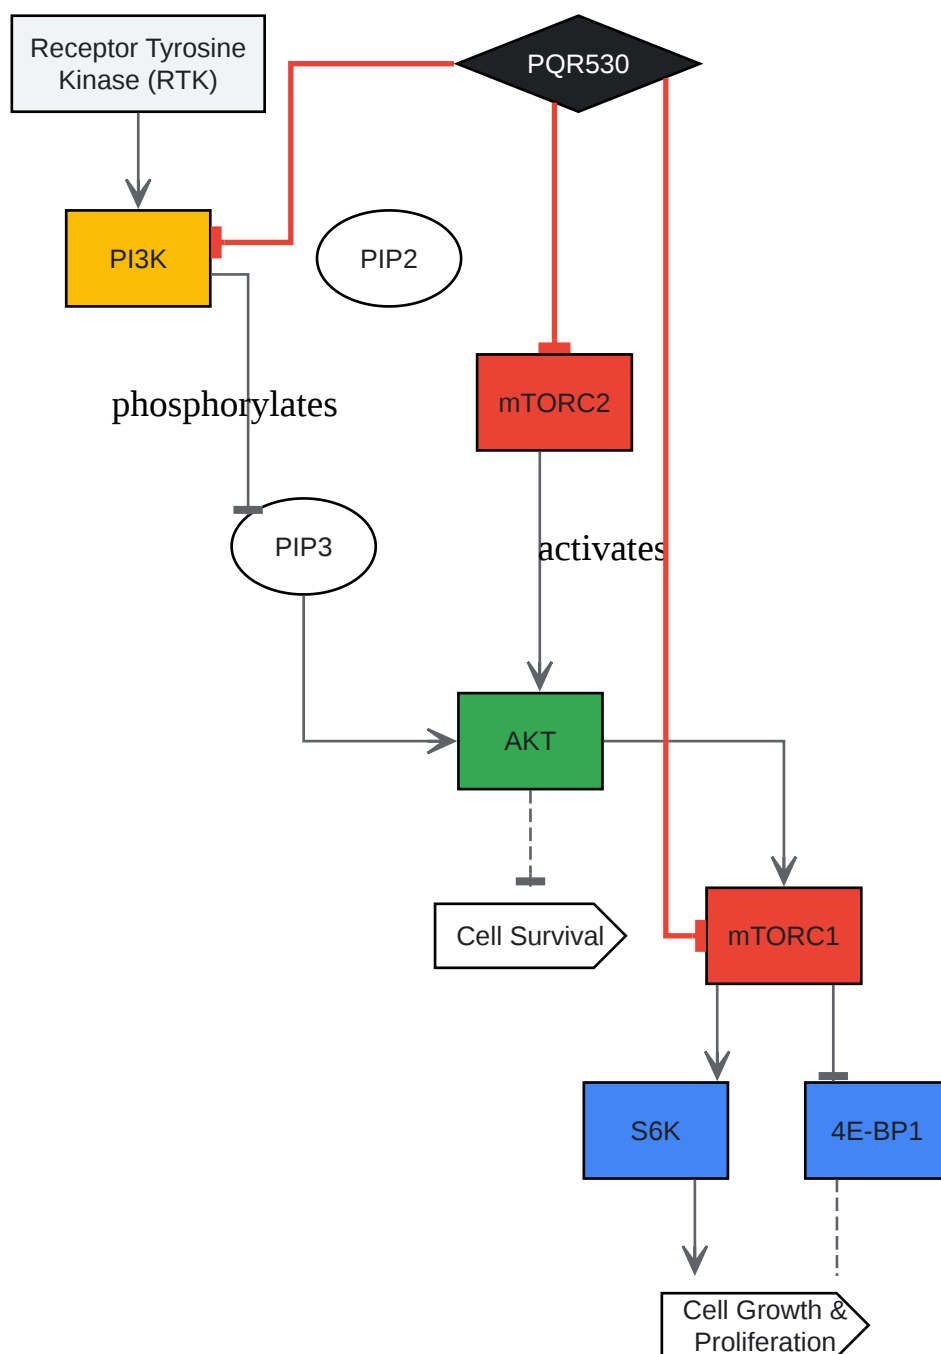 Receptor Tyrosine
Kinase (RTK)
PQR530
PI3K
PIP2
phosphorylates
mTORC2
PIP3
activates
AKT
Cell Survival
mTORC1
S6K
4E-BP1
Cell Growth &
Proliferation